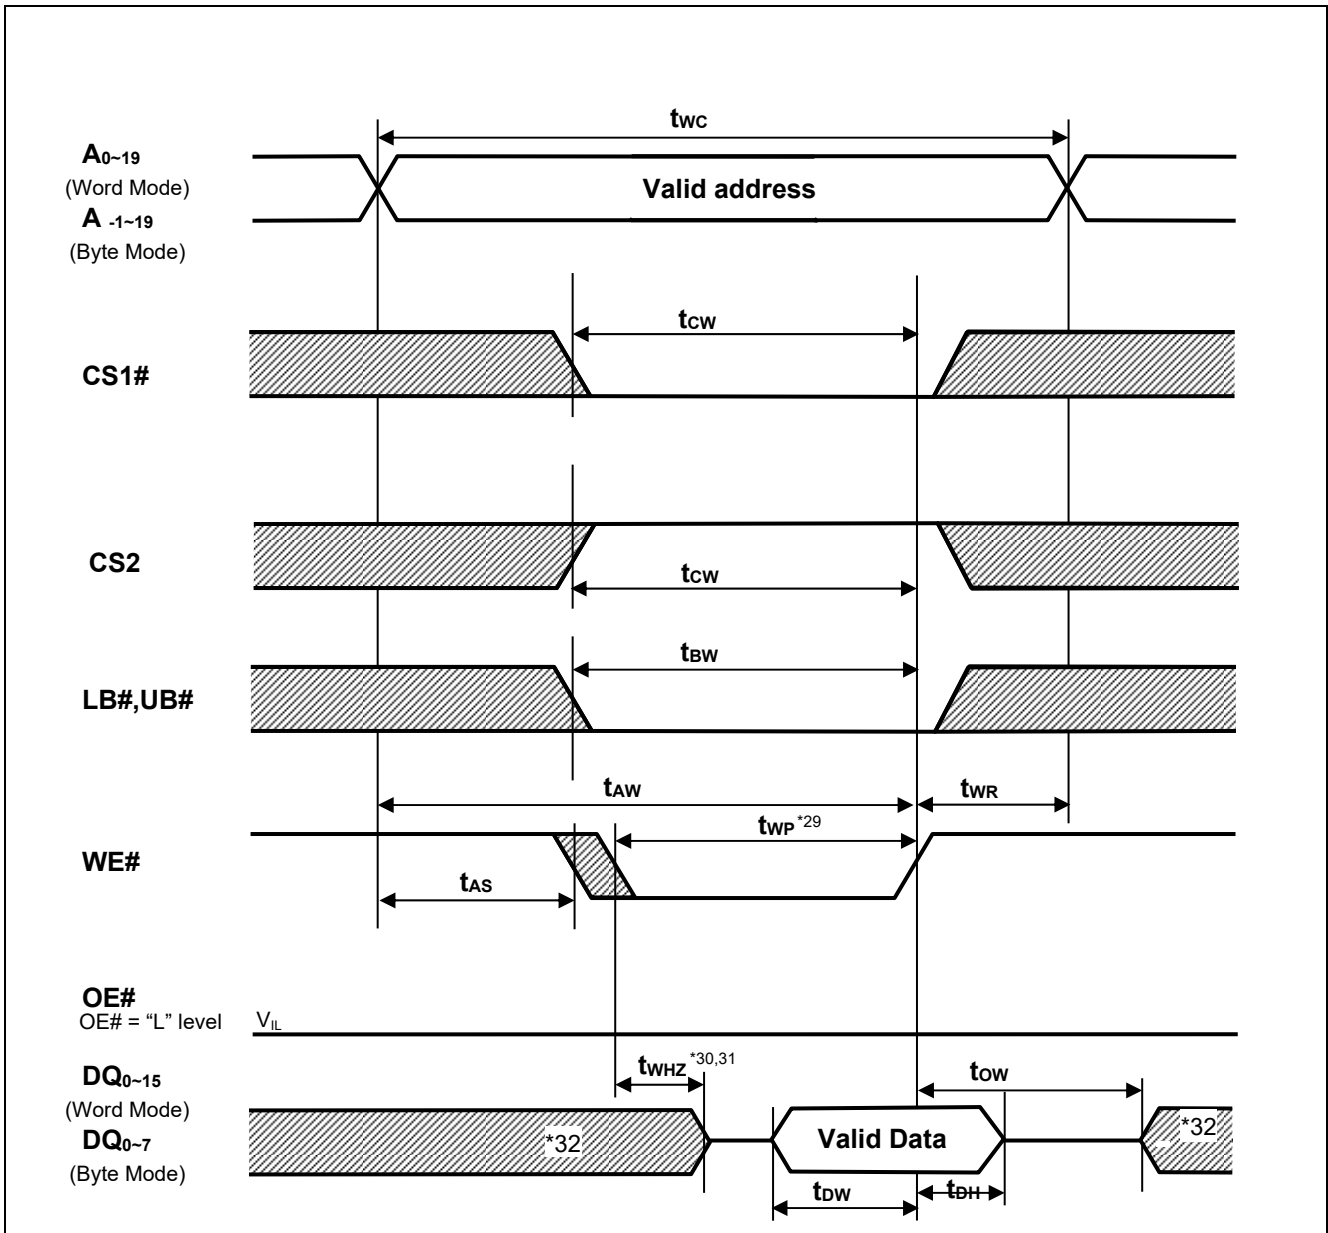 tWC
A0~19
(Word Mode)
A -1~19
(Byte Mode)
Valid address
tCW
CS1#
CS2
tCW
tBW
LB#,UB#
tAW
tWR
tWP *29
WE#
tAS
OE#
OE# = “L” level
VIL
tWHZ *30,31
tOW
DQ0~15
(Word Mode)
DQ0~7
(Byte Mode)
*32
Valid Data
*32
tDW
tDH